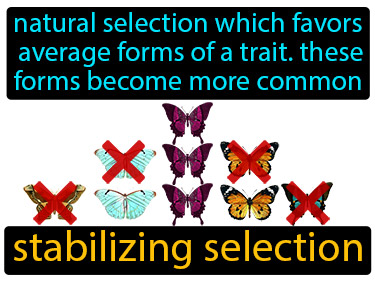 natural selection which favors
average forms of a trait. these
forms become more common
stabilizing selection